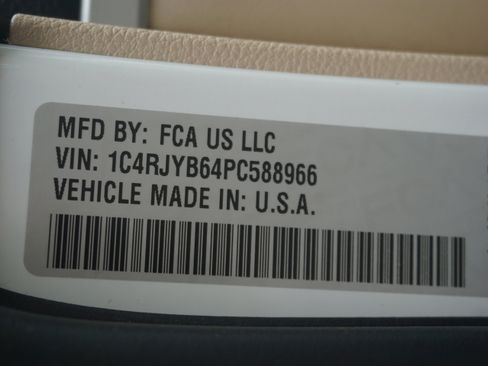 MFD BY: FCA US LLC
VIN: 1C4RJYB64PC588966
VEHICLE MADE IN: U.S.A.